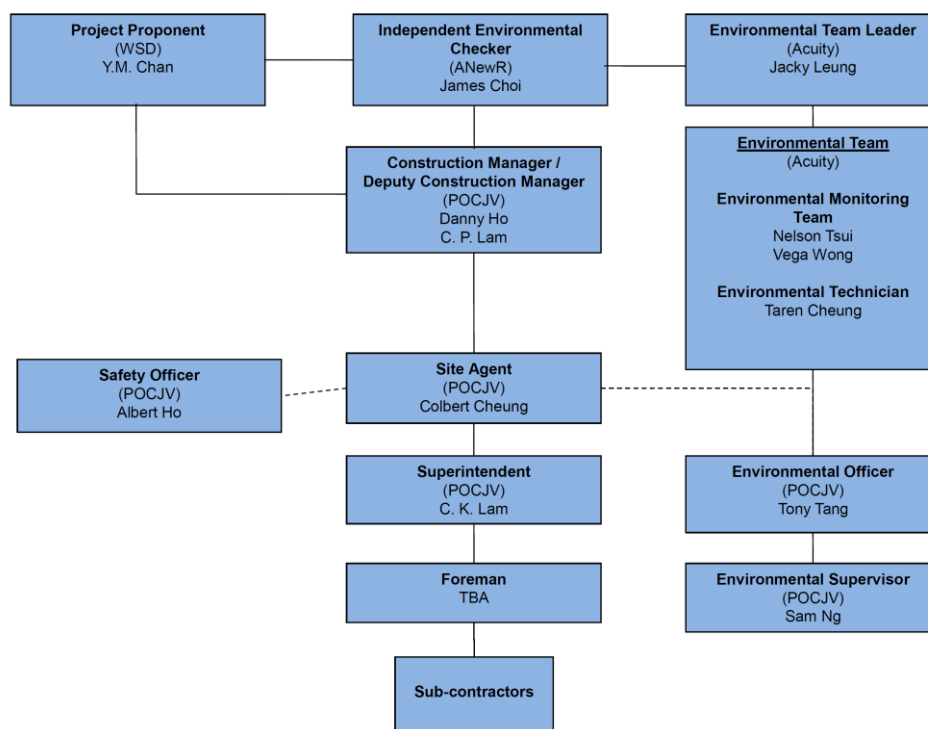 Project Proponent
(WSD)
Y.M. Chan
Independent Environmental
Checker
(ANewR)
James Choi
Environmental Team Leader
(Acuity)
Jacky Leung
Construction Manager /
Deputy Construction Manager
(POCJV)
Danny Ho
C. P. Lam
Environmental Team
(Acuity)
Environmental Monitoring
Team
Nelson Tsui
Vega Wong
Environmental Technician
Taren Cheung
Safety Officer
(POCJV)
Albert Ho
Site Agent
(POCJV)
Colbert Cheung
Superintendent
(POCJV)
C. K. Lam
Environmental Officer
(POCJV)
Tony Tang
Foreman
TBA
Environmental Supervisor
(POCJV)
Sam Ng
Sub-contractors